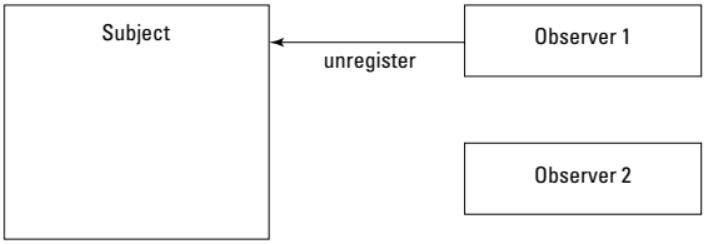 Subject
Observer 1
unregister
Observer 2